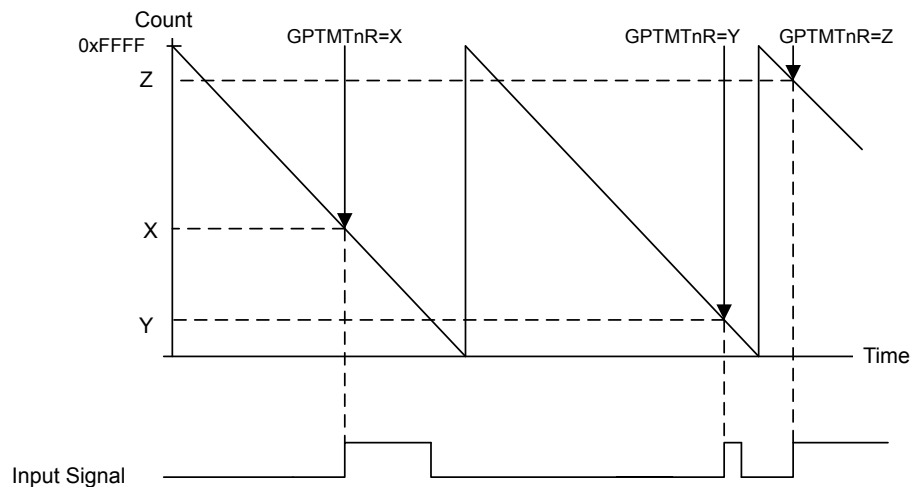 Count
0xFFFF
GPTMTnR=X
GPTMTnR=Y
GPTMTnR=Z
Z
X
Y
Time
Input Signal